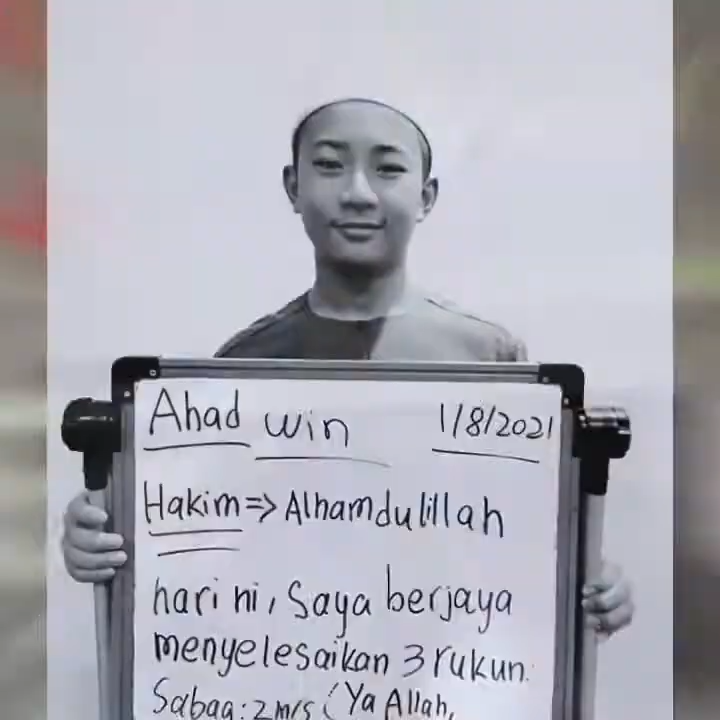 Ahad win 1/8/2021
Hakim => Alhamdulillah
hari ni, Saya berjaya
menyelesaikan 3 rukun.
Sabaq: 2 m/s (Ya Allah,